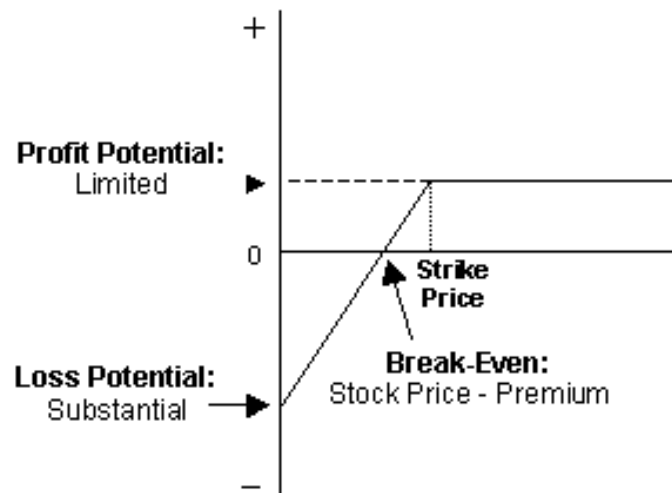 +
Profit Potential:
Limited
0
Strike
Price
Break-Even:
Stock Price - Premium
Loss Potential:
Substantial
–